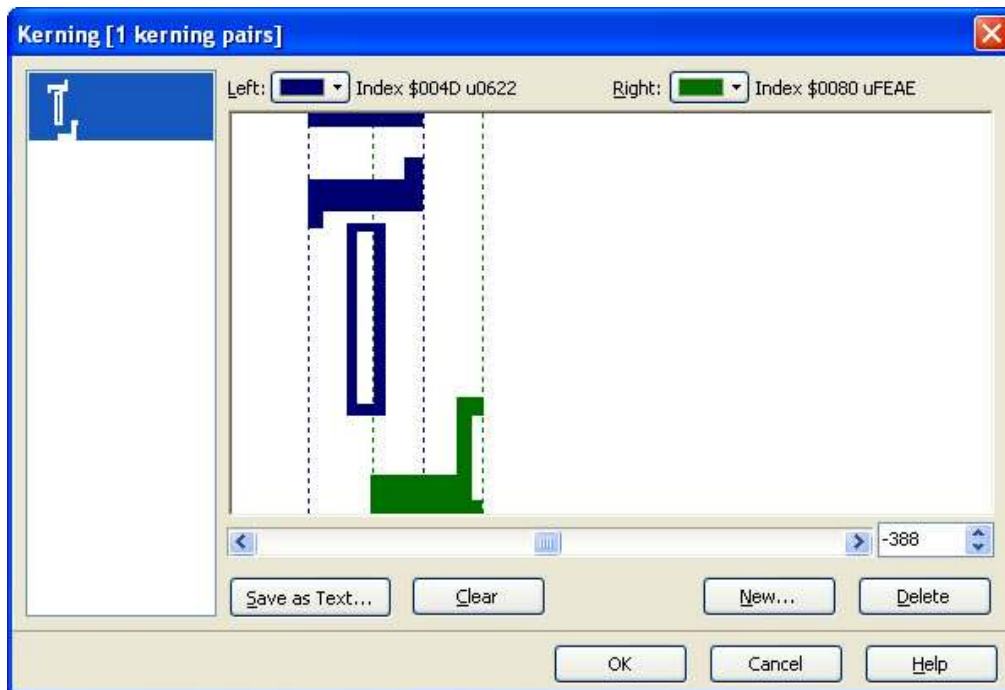 Kerning [1 kerning pairs]
Left: Index $004D u0622 Right: Index $0080 uFEAE
-388
Save as Text... Clear New... Delete
OK Cancel Help